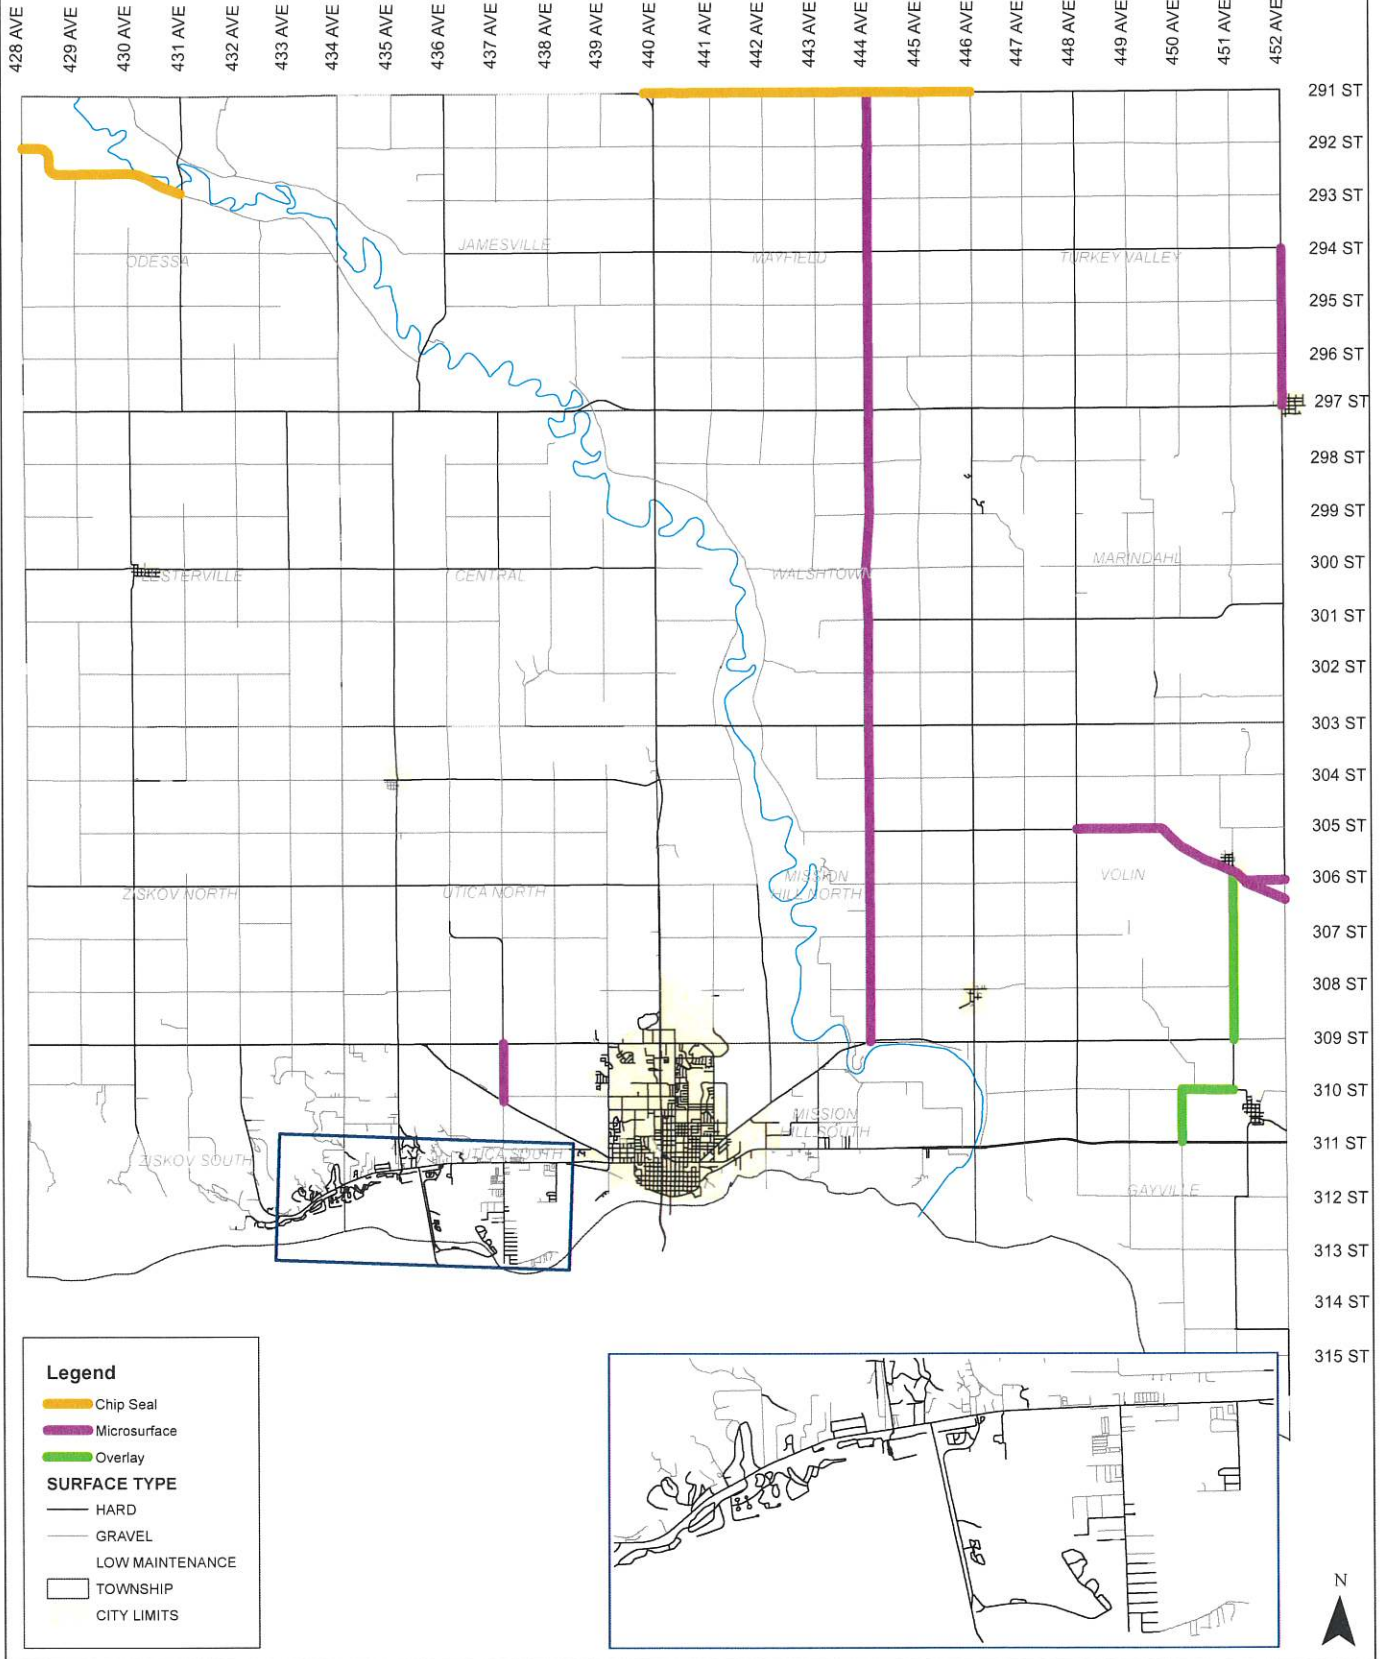 428 AVE
429 AVE
430 AVE
431 AVE
432 AVE
433 AVE
434 AVE
435 AVE
436 AVE
437 AVE
438 AVE
439 AVE
440 AVE
441 AVE
442 AVE
443 AVE
444 AVE
445 AVE
446 AVE
447 AVE
448 AVE
449 AVE
450 AVE
451 AVE
452 AVE
291 ST
292 ST
293 ST
294 ST
295 ST
296 ST
297 ST
298 ST
299 ST
300 ST
301 ST
302 ST
303 ST
304 ST
305 ST
306 ST
307 ST
308 ST
309 ST
310 ST
311 ST
312 ST
313 ST
314 ST
315 ST
ODESSA
JAMESVILLE
MAYFIELD
TURKEY VALLEY
LESTERVILLE
CENTRAL
WALSHTOWN
MARINDAHL
ZISKOV NORTH
UTICA NORTH
MISSION
HILL NORTH
VOLIN
ZISKOV SOUTH
UTICA SOUTH
MISSION
HILL SOUTH
GAYVILLE
Legend
Chip Seal
Microsurface
Overlay
SURFACE TYPE
HARD
GRAVEL
LOW MAINTENANCE
TOWNSHIP
CITY LIMITS
N